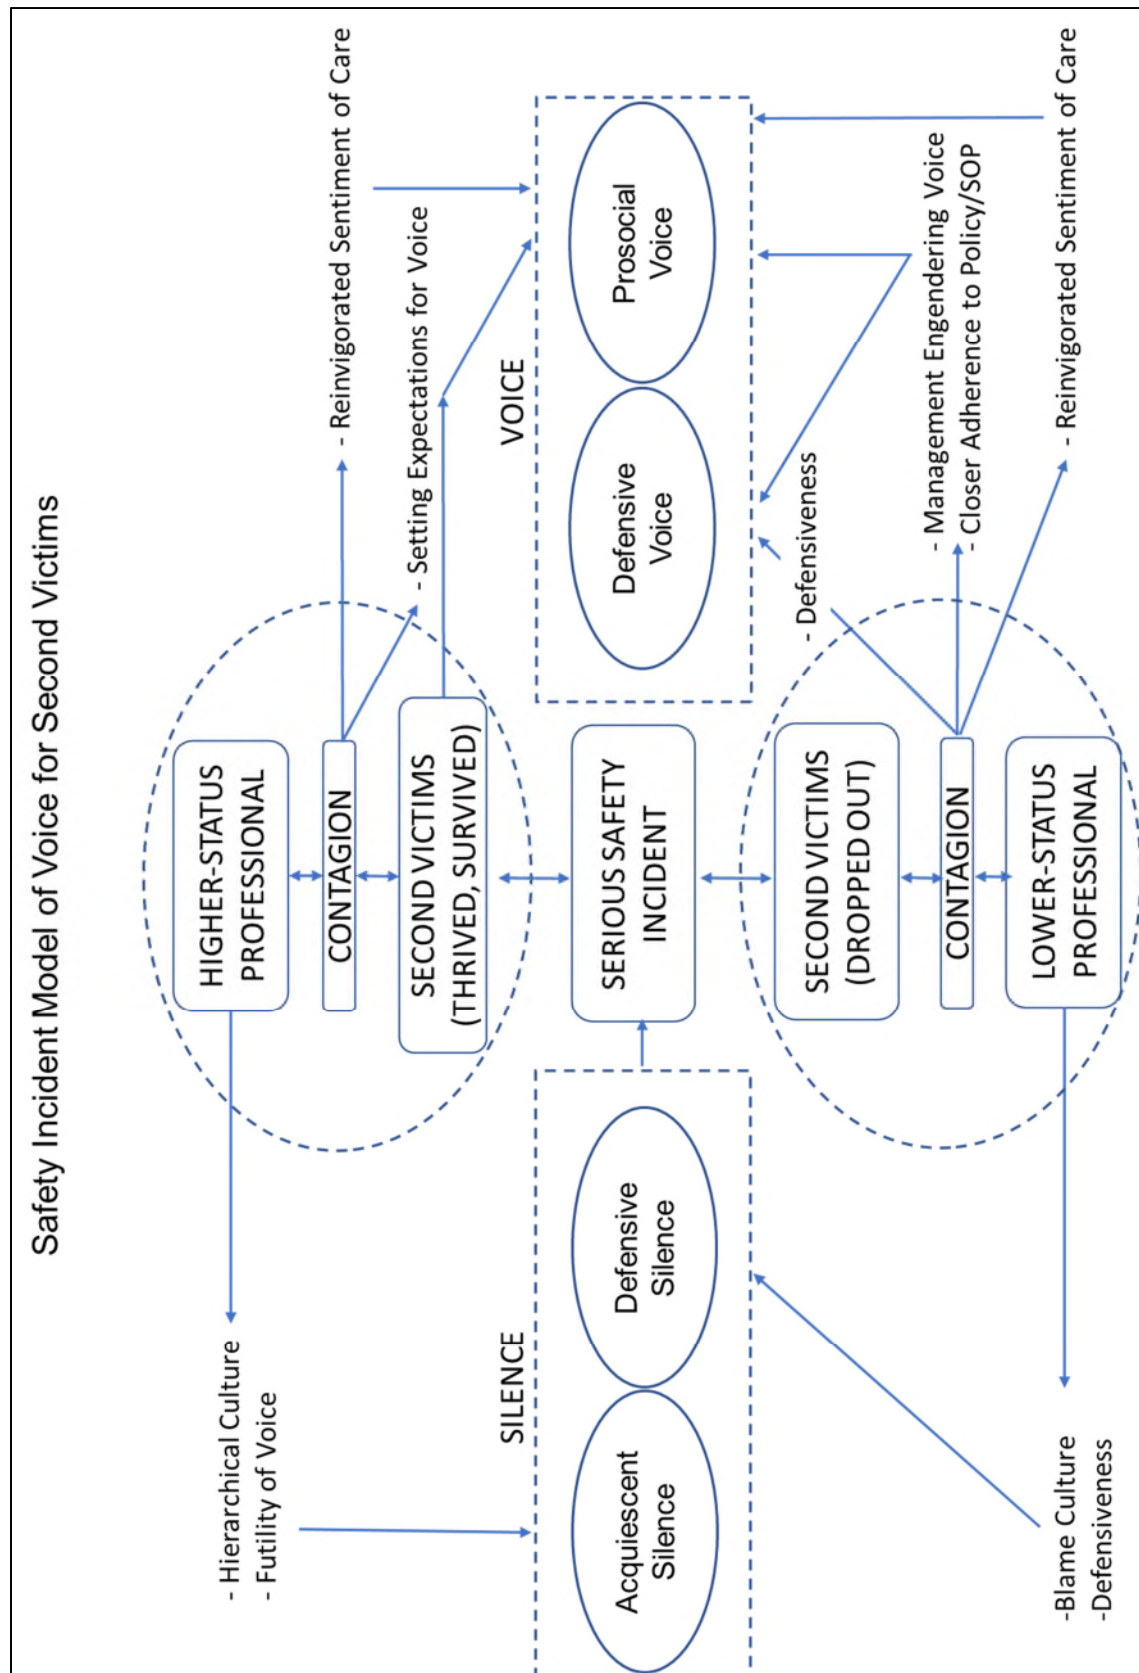 Safety Incident Model of Voice for Second Victims
- Hierarchical Culture
- Futility of Voice
HIGHER-STATUS
PROFESSIONAL
CONTAGION
SECOND VICTIMS
(THRIVED, SURVIVED)
- Reinvigorated Sentiment of Care
- Setting Expectations for Voice
SILENCE
Acquiescent
Silence
Defensive
Silence
SERIOUS SAFETY
INCIDENT
VOICE
Defensive
Voice
Prosocial
Voice
SECOND VICTIMS
(DROPPED OUT)
CONTAGION
LOWER-STATUS
PROFESSIONAL
- Defensiveness
- Management Engendering Voice
- Closer Adherence to Policy/SOP
- Reinvigorated Sentiment of Care
-Blame Culture
-Defensiveness